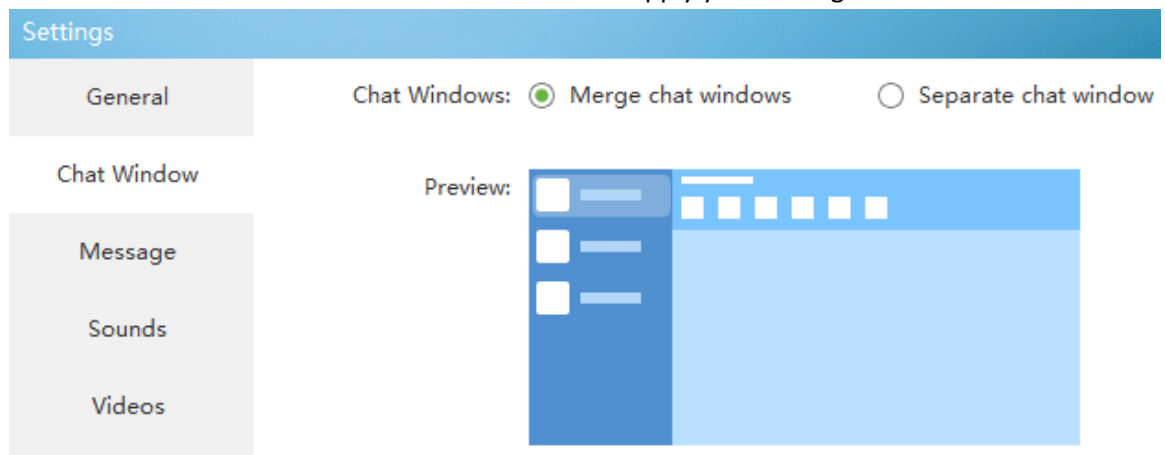 Settings
General
Chat Windows: Merge chat windows Separate chat window
Chat Window
Preview:
Message
Sounds
Videos